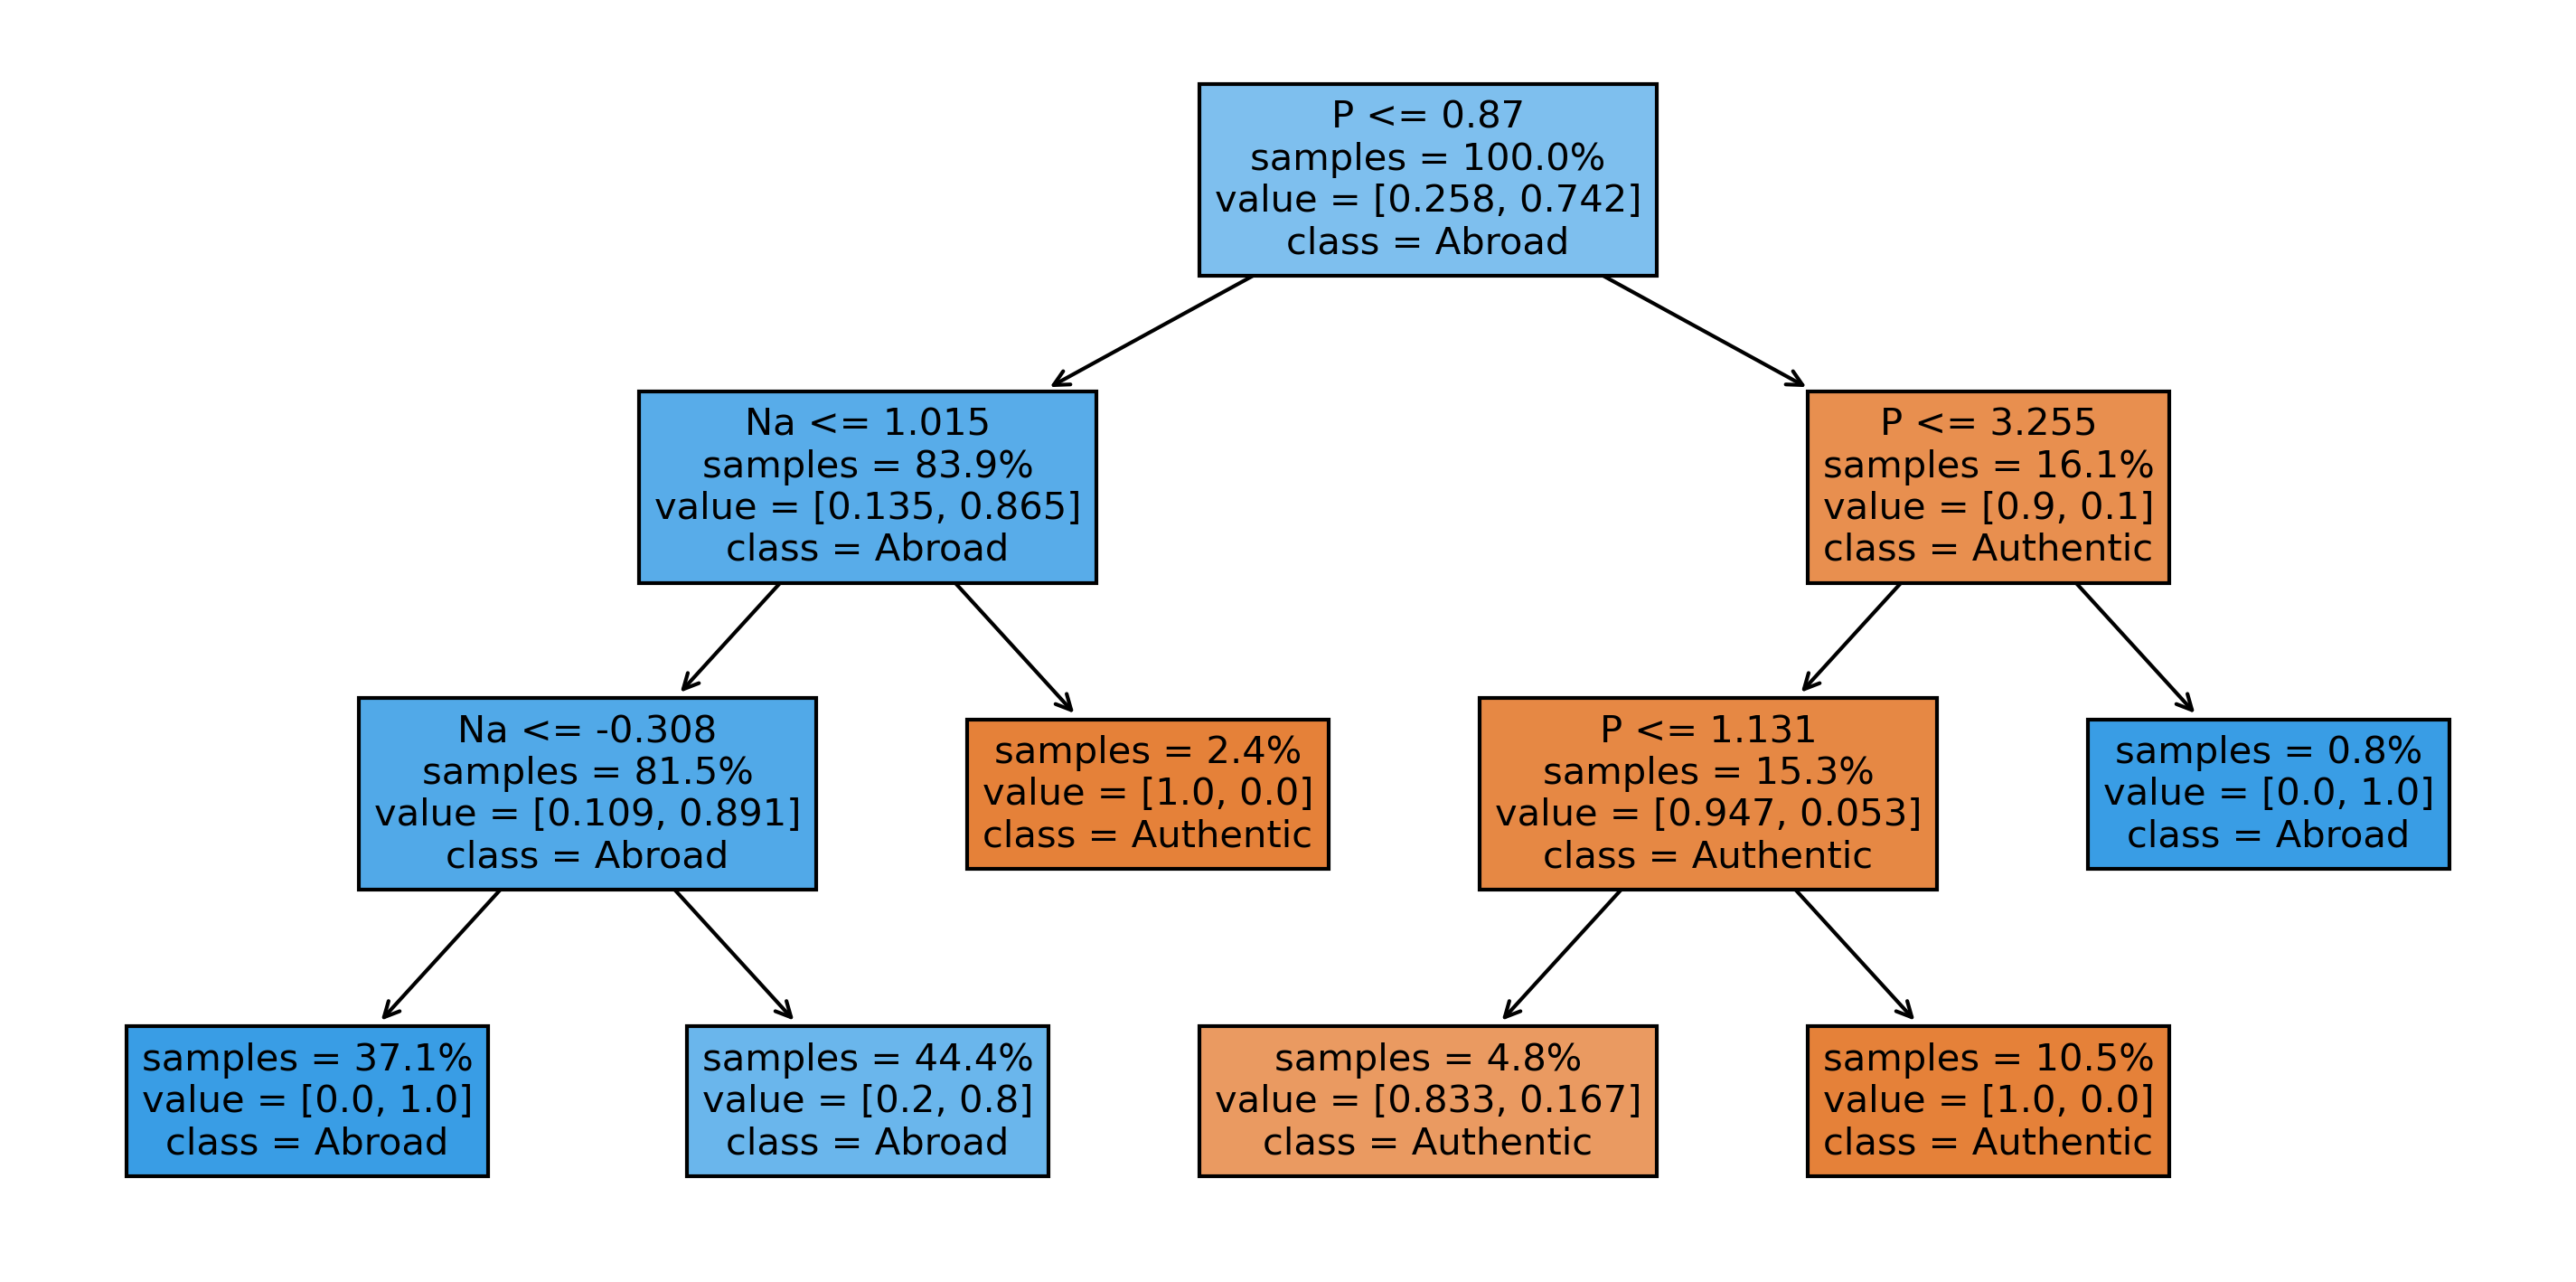 P <= 0.87
samples = 100.0%
value = [0.258, 0.742]
class = Abroad
Na <= 1.015
samples = 83.9%
value = [0.135, 0.865]
class = Abroad
P <= 3.255
samples = 16.1%
value = [0.9, 0.1]
class = Authentic
Na <= -0.308
samples = 81.5%
value = [0.109, 0.891]
class = Abroad
samples = 2.4%
value = [1.0, 0.0]
class = Authentic
P <= 1.131
samples = 15.3%
value = [0.947, 0.053]
class = Authentic
samples = 0.8%
value = [0.0, 1.0]
class = Abroad
samples = 37.1%
value = [0.0, 1.0]
class = Abroad
samples = 44.4%
value = [0.2, 0.8]
class = Abroad
samples = 4.8%
value = [0.833, 0.167]
class = Authentic
samples = 10.5%
value = [1.0, 0.0]
class = Authentic